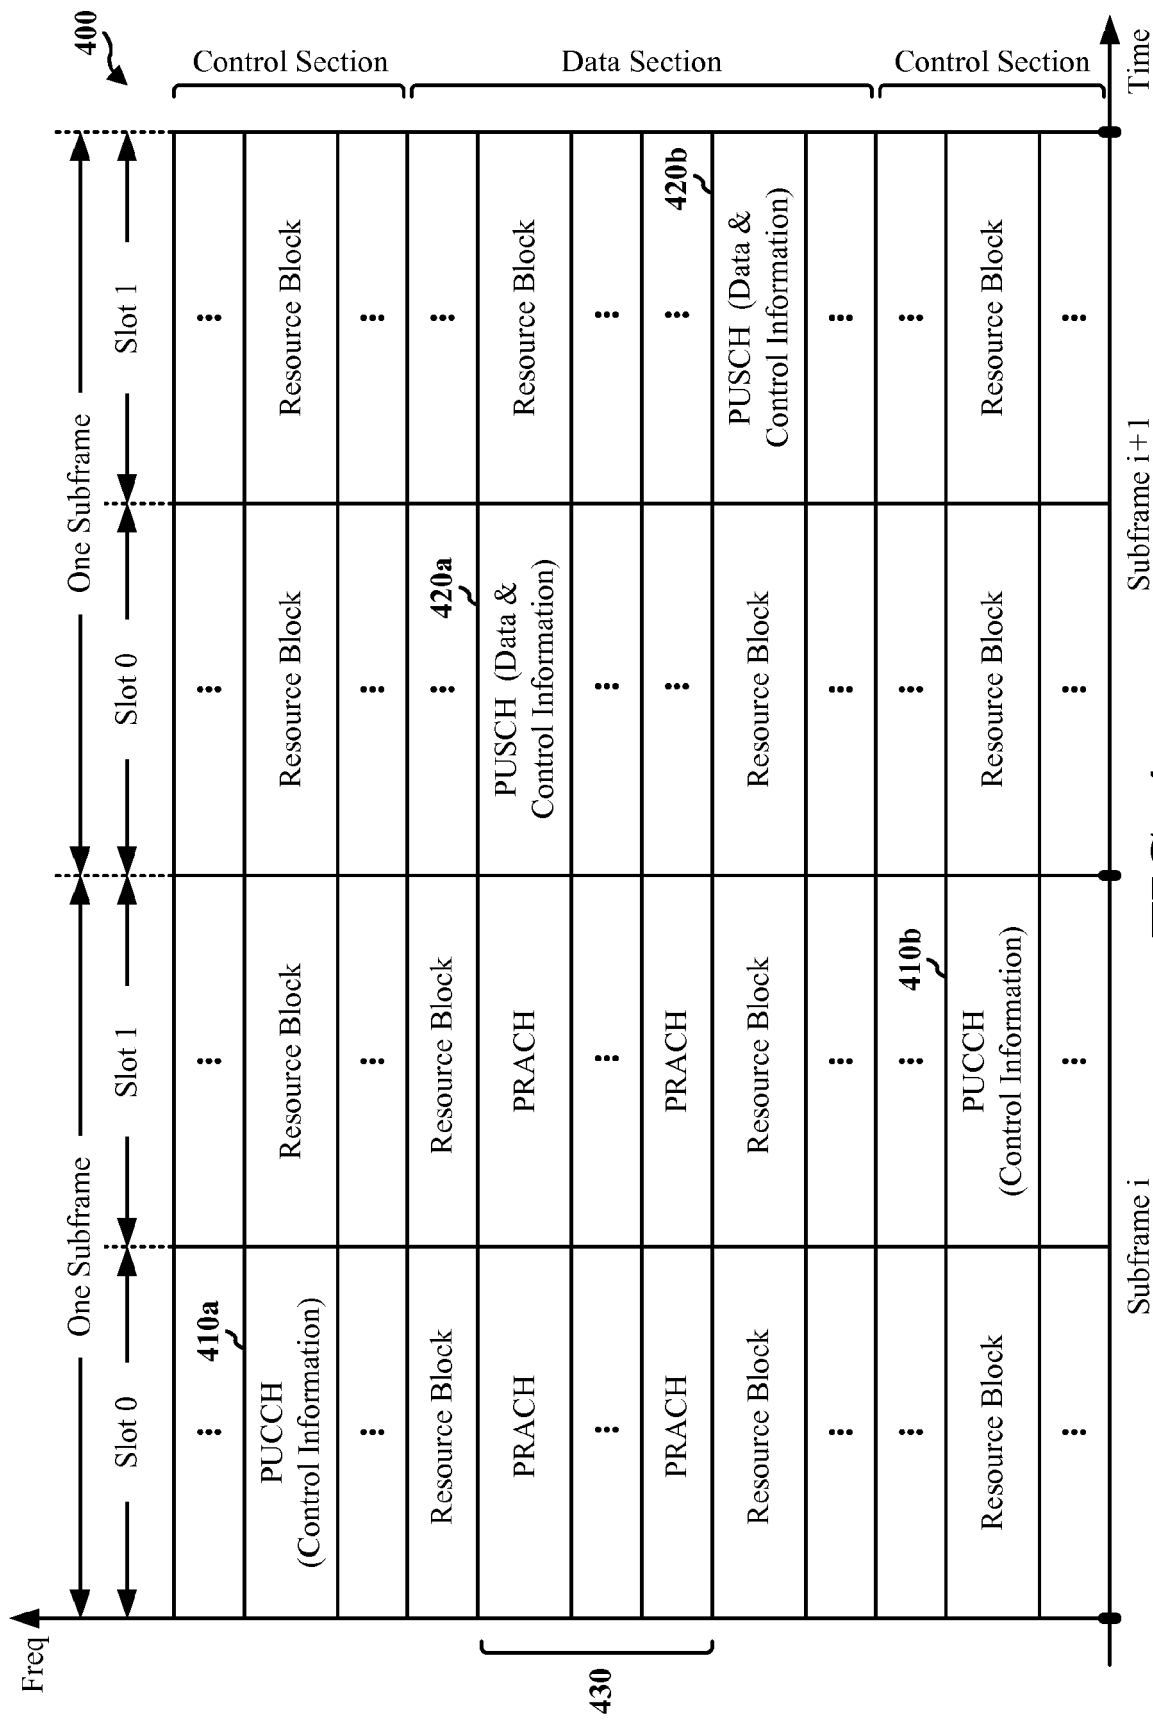 400
Freq
One Subframe
One Subframe
Slot 0
Slot 1
Slot 0
Slot 1
...
410a
...
...
...
Control Section
PUCCH
(Control Information)
Resource Block
Resource Block
Resource Block
...
...
...
...
Resource Block
Resource Block
...
420a
...
Data Section
PRACH
PRACH
PUSCH (Data &
Control Information)
Resource Block
430
...
...
...
...
PRACH
PRACH
...
...
420b
Resource Block
Resource Block
Resource Block
PUSCH (Data &
Control Information)
...
...
...
...
...
...
410b
...
...
Control Section
Resource Block
PUCCH
(Control Information)
Resource Block
Resource Block
...
...
...
...
Subframe i
Subframe i+1
Time